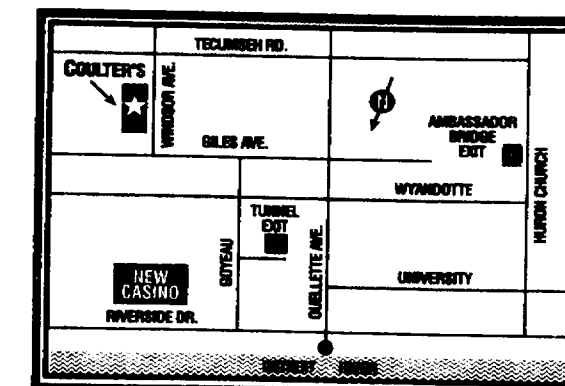 TECUMSEH RD.
COULTER'S
WINDSOR AVE.
N
AMBASSADOR
BRIDGE
EXIT
GILES AVE.
HURON CHURCH
WYANDOTTE
TUNNEL
EXIT
GOYEAU
OUELLETTE AVE.
UNIVERSITY
NEW
CASINO
RIVERSIDE DR.